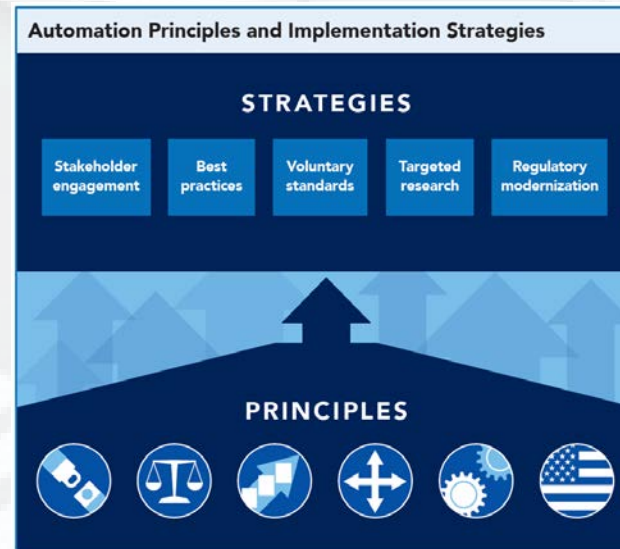 Automation Principles and Implementation Strategies
STRATEGIES
Stakeholder
engagement
Best
practices
Voluntary
standards
Targeted
research
Regulatory
modernization
PRINCIPLES